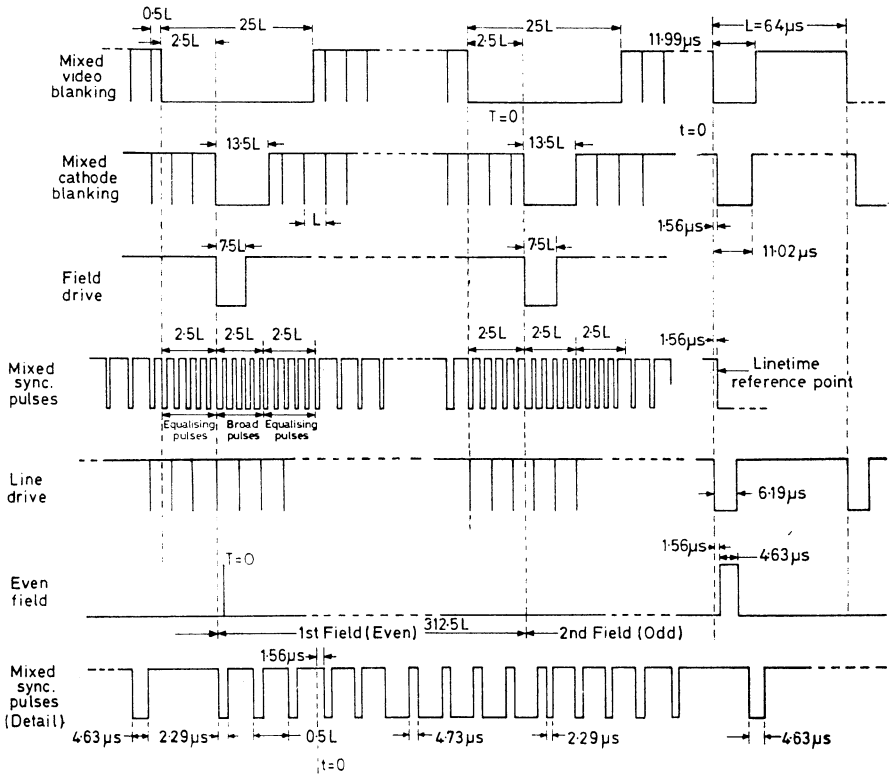 0·5L
25L
25L
L=64µs
2·5L
2·5L
11·99µs
Mixed
video
blanking
T=0
t=0
13·5L
13·5L
Mixed
cathode
blanking
L
1·56µs
11·02µs
7·5L
7·5L
Field
drive
2·5L
2·5L
2·5L
2·5L
2·5L
2·5L
1·56µs
Mixed
sync.
pulses
Linetime
reference point
Equalising
pulses
Broad
pulses
Equalising
pulses
Line
drive
6·19µs
1·56µs
4·63µs
T=0
Even
field
312·5L
1st Field (Even)
2nd Field (Odd)
1·56µs
Mixed
sync.
pulses
(Detail)
4·63µs
2·29µs
0·5L
4·73µs
2·29µs
4·63µs
t=0